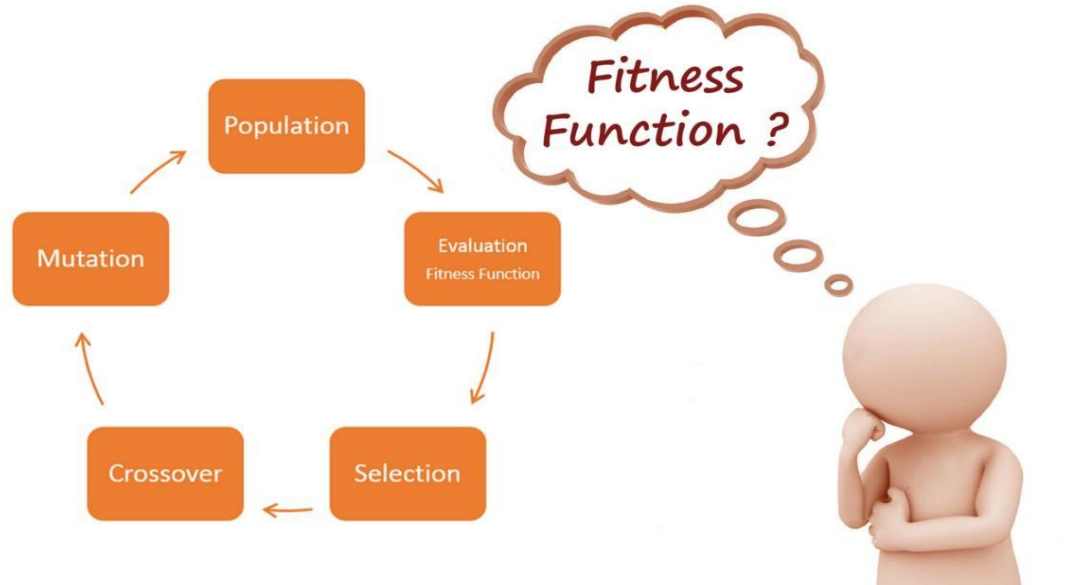 Fitness
Function ?
Population
Evaluation
Fitness Function
Mutation
Crossover
Selection